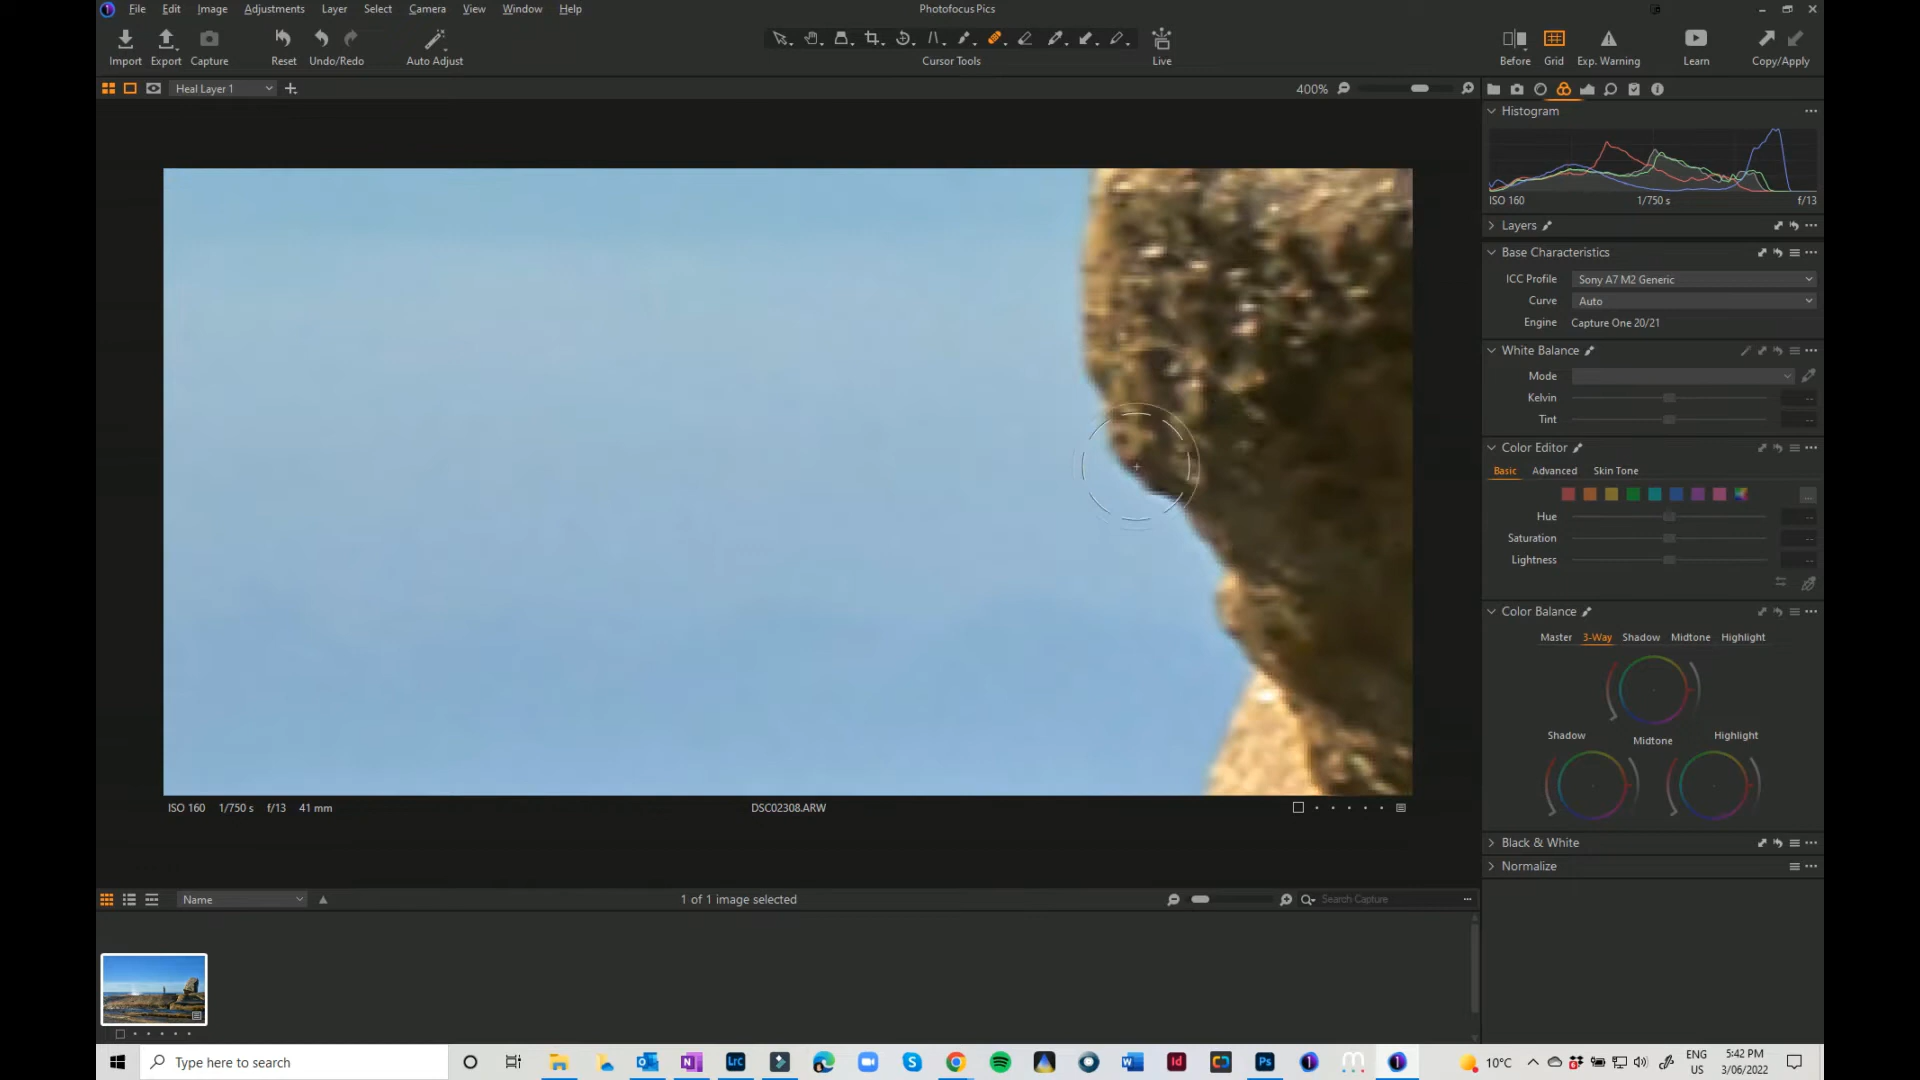 File Edit Image Adjustments Layer Select Camera View Window Help
Photofocus Pics
Import Export Capture Reset Undo/Redo Auto Adjust
Cursor Tools
Live
Before Grid Exp. Warning Learn Copy/Apply
Heal Layer 1
400%
Histogram
ISO 160 1/750 s f/13
Layers
Base Characteristics
ICC Profile Sony A7 M2 Generic
Curve Auto
Engine Capture One 20/21
White Balance
Mode
Kelvin --
Tint --
Color Editor
Basic Advanced Skin Tone
Hue --
Saturation --
Lightness --
Color Balance
Master 3-Way Shadow Midtone Highlight
Shadow Midtone Highlight
Black & White
Normalize
ISO 160 1/750 s f/13 41 mm
DSC02308.ARW
Name
1 of 1 image selected
Search Capture
Type here to search
10°C
ENG
US
5:42 PM
3/06/2022